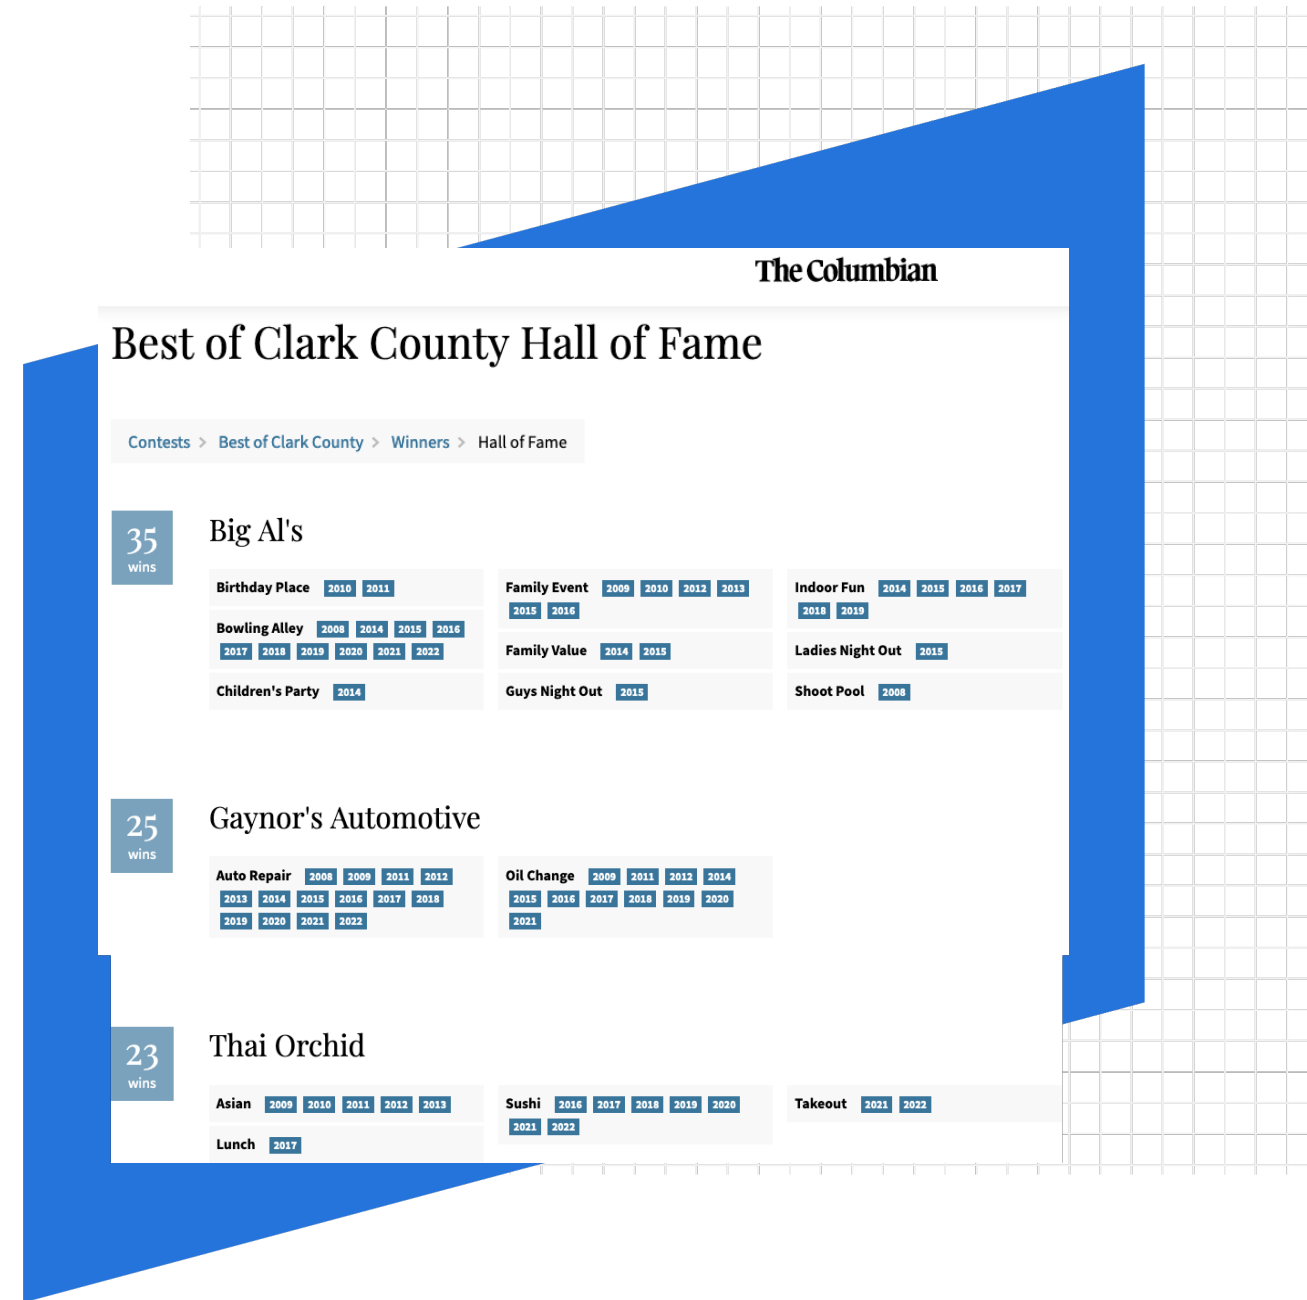 The Columbian
Best of Clark County Hall of Fame
Contests > Best of Clark County > Winners > Hall of Fame
35
wins
Big Al's
Birthday Place 2010 2011
Bowling Alley 2008 2014 2015 2016
2017 2018 2019 2020 2021 2022
Children's Party 2014
Family Event 2009 2010 2012 2013
2015 2016
Family Value 2014 2015
Guys Night Out 2015
Indoor Fun 2014 2015 2016 2017
2018 2019
Ladies Night Out 2015
Shoot Pool 2008
25
wins
Gaynor's Automotive
Auto Repair 2008 2009 2011 2012
2013 2014 2015 2016 2017 2018
2019 2020 2021 2022
Oil Change 2009 2011 2012 2014
2015 2016 2017 2018 2019 2020
2021
23
wins
Thai Orchid
Asian 2009 2010 2011 2012 2013
Lunch 2017
Sushi 2016 2017 2018 2019 2020
2021 2022
Takeout 2021 2022